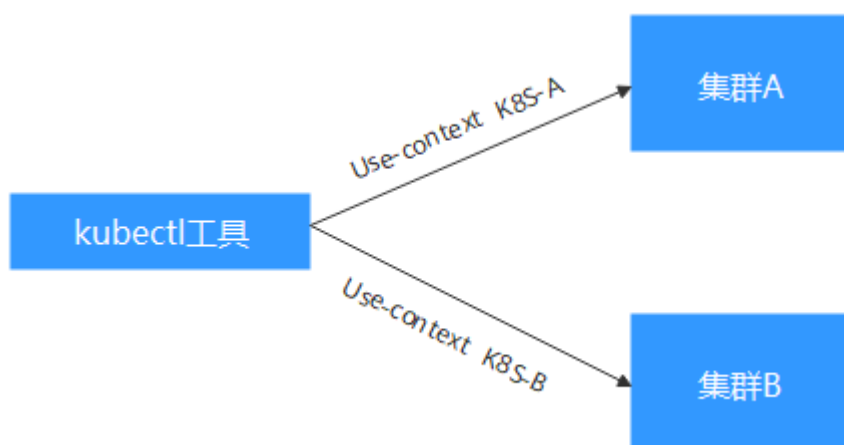 集群A
Use-context K8S-A
kubectl工具
Use-context K8S-B
集群B